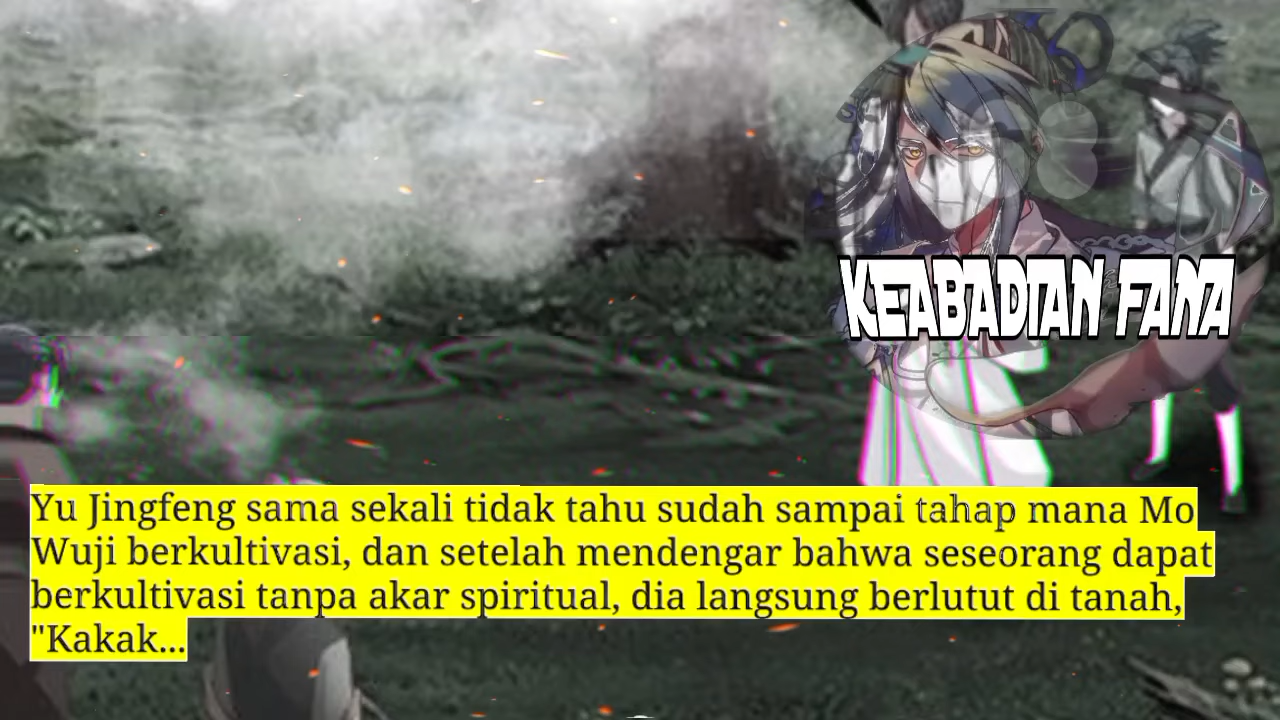 KEABADIAN FANA
Yu Jingfeng sama sekali tidak tahu sudah sampai tahap mana Mo
Wuji berkultivasi, dan setelah mendengar bahwa seseorang dapat
berkultivasi tanpa akar spiritual, dia langsung berlutut di tanah,
"Kakak...